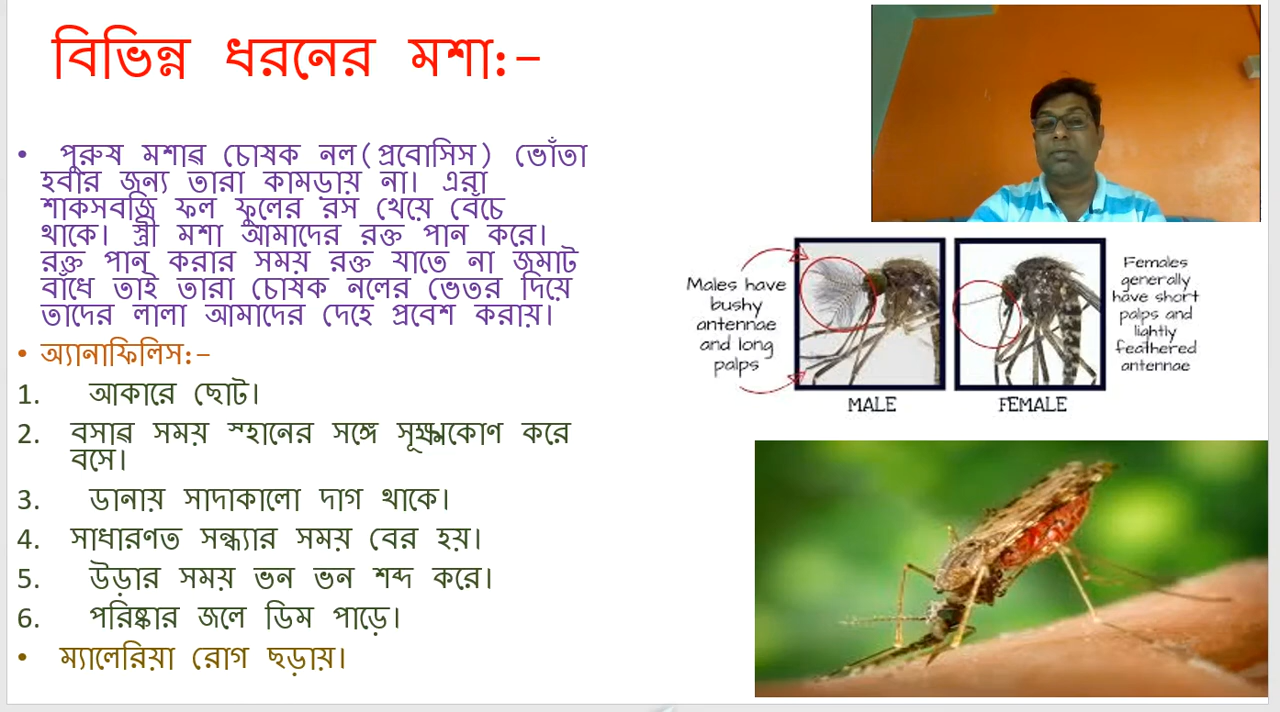 বিভিন্ন ধরনের মশা:-
• পুরুষ মশাৱ চোষক নল(প্রবোসিস) ভোঁতা
হবার জন্য তারা কামড়ায় না। এরা
শাকসবজি ফল ফুলের রস খেয়ে বেঁচে
থাকে। স্ত্রী মশা আমাদের রক্ত পান করে।
রক্ত পান করার সময় রক্ত যাতে না জমাট
বাঁধে তাই তারা চোষক নলের ভেতর দিয়ে
তাদের লালা আমাদের দেহে প্রবেশ করায়।
• অ্যানাফিলিস:-
1. আকারে ছোট।
2. বসাৱ সময় স্হানের সঙ্গে সূক্ষ্মকোণ করে
বসে।
3. ডানায় সাদাকালো দাগ থাকে।
4. সাধারণত সন্ধ্যার সময় বের হয়।
5. উড়ার সময় ভন ভন শব্দ করে।
6. পরিষ্কার জলে ডিম পাড়ে।
• ম্যালেরিয়া রোগ ছড়ায়।
Males have
bushy
antennae
and long
palps
MALE
FEMALE
Females
generally
have short
palps and
lightly
feathered
antennae